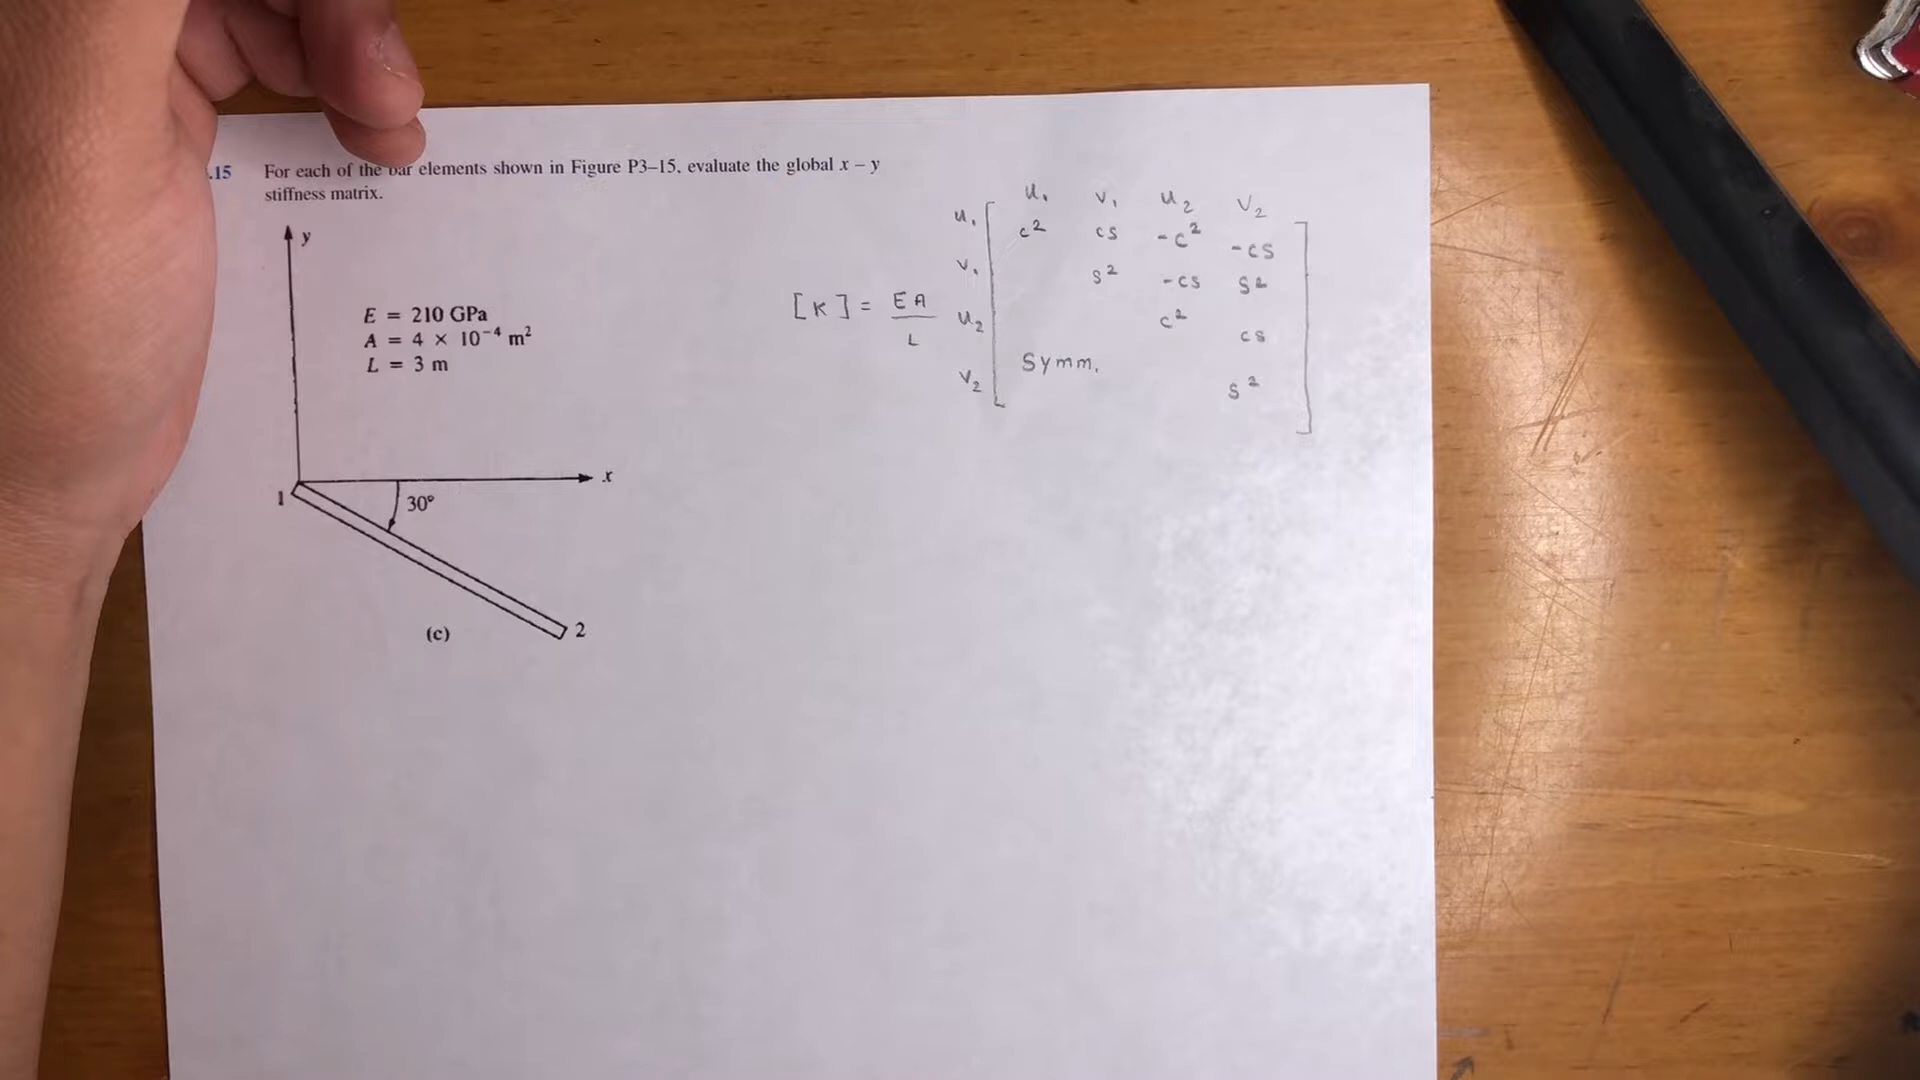 .15 For each of the bar elements shown in Figure P3–15, evaluate the global x – y
stiffness matrix.
y
E = 210 GPa
A = 4 × 10⁻⁴ m²
L = 3 m
x
1
30°
2
(c)
u₁ v₁ u₂ v₂
u₁ c² cs -c² -cs
v₁ s² -cs s²
[K] = EA
L
u₂ c² cs
v₂ Symm. s²